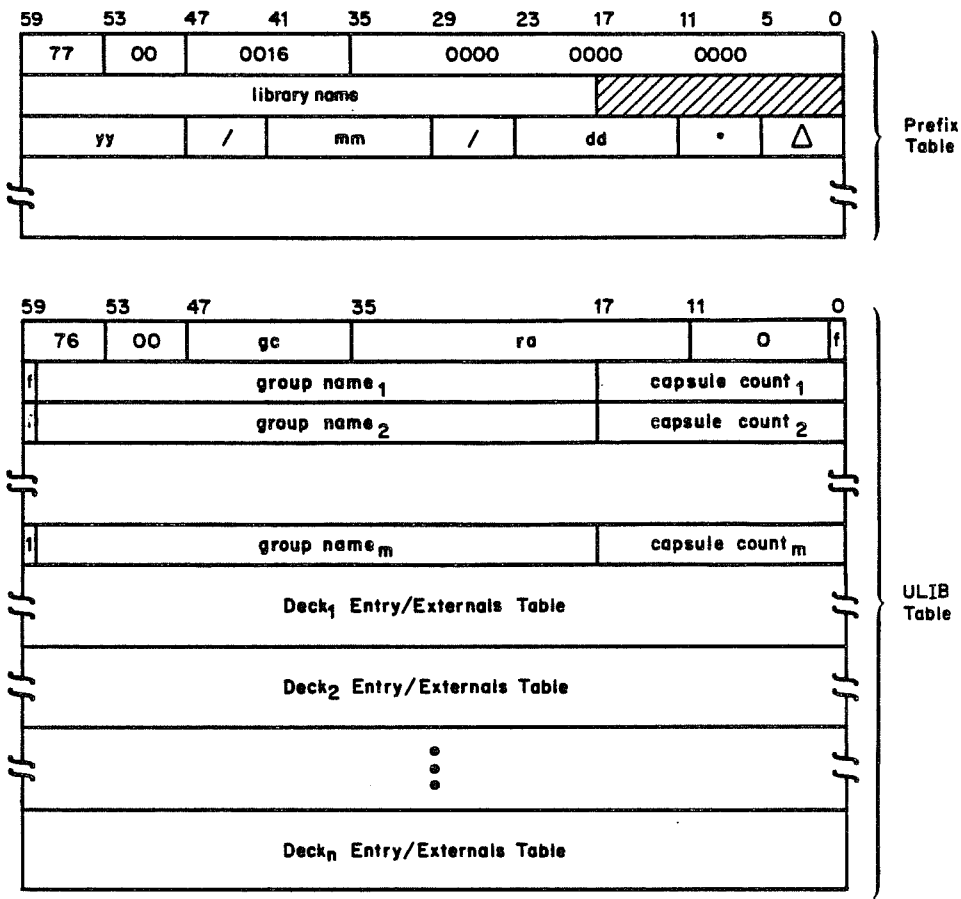 59 53 47 41 35 29 23 17 11 5 0
77 00 0016 0000 0000 0000
library name
yy / mm / dd . Δ
Prefix
Table
59 53 47 35 17 11 0
76 00 gc ra 0 f
f group name1 capsule count1
group name2 capsule count2
1 group namem capsule countm
Deck1 Entry/Externals Table
ULIB
Table
Deck2 Entry/Externals Table
Deckn Entry/Externals Table